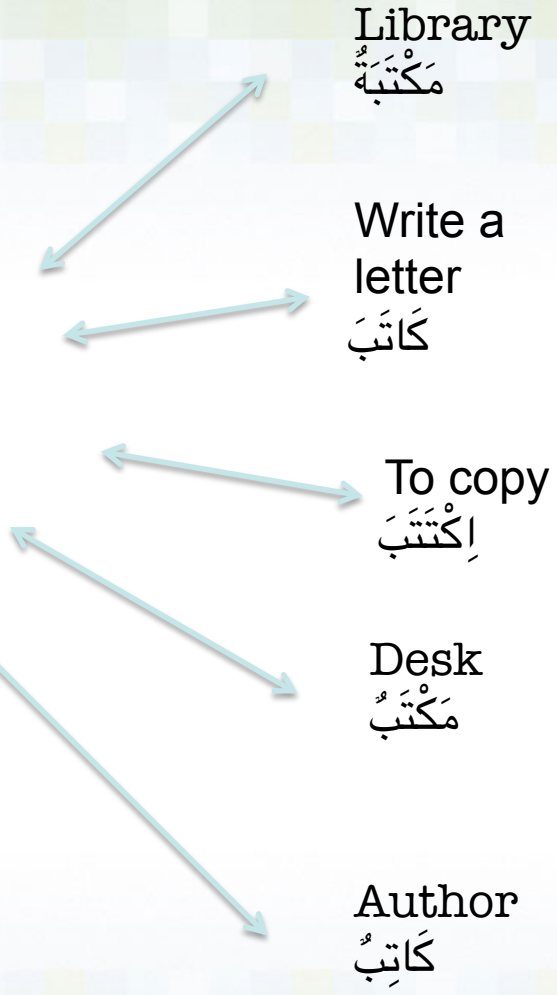 Library
مَكْتَبَةٌ
Write a
letter
كَاتَبَ
To copy
اِكْتَتَبَ
Desk
مَكْتَبٌ
Author
كَاتِبٌ